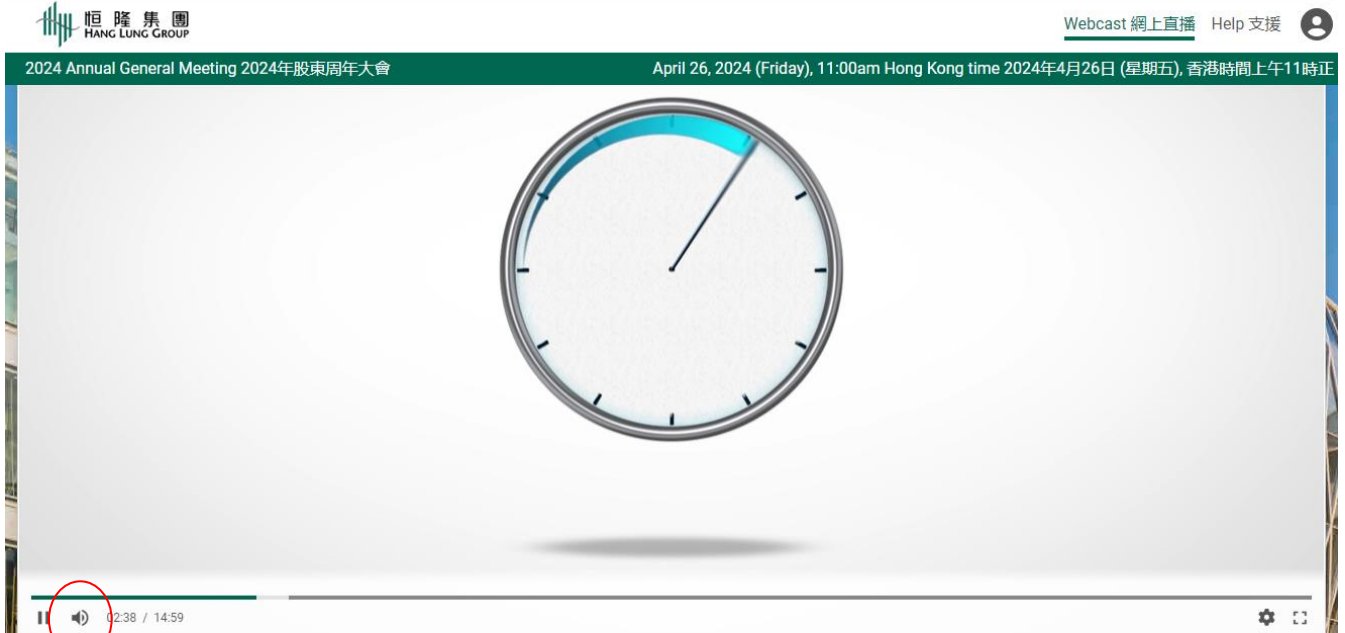 恒隆集團
HANG LUNG GROUP
Webcast 網上直播 Help 支援
2024 Annual General Meeting 2024年股東周年大會
April 26, 2024 (Friday), 11:00am Hong Kong time 2024年4月26日 (星期五), 香港時間上午11時正
02:38 / 14:59